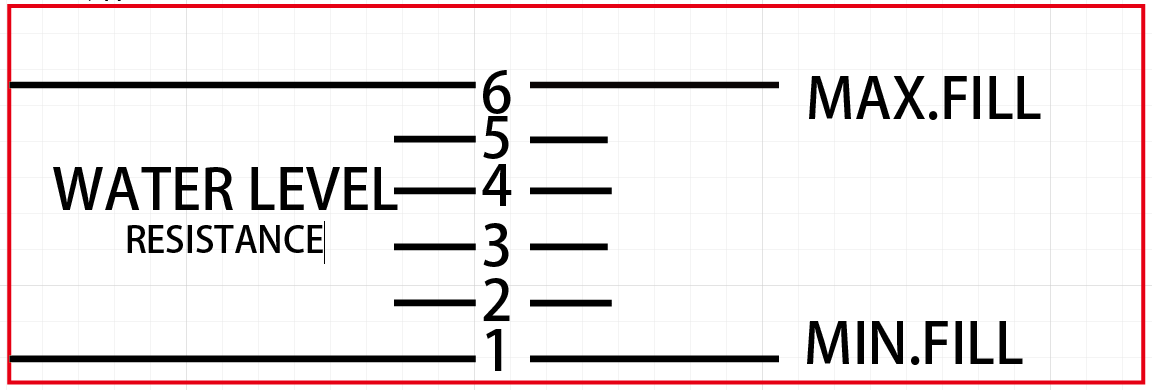 6 MAX.FILL
5
WATER LEVEL 4
RESISTANCE 3
2
1 MIN.FILL